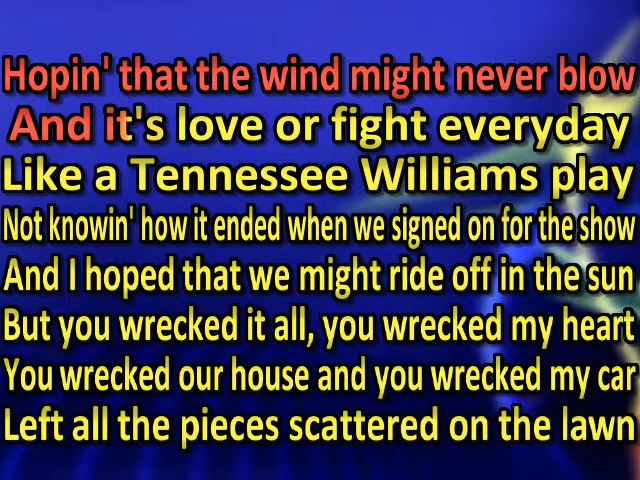 Hopin' that the wind might never blow
And it's love or fight everyday
Like a Tennessee Williams play
Not knowin' how it ended when we signed on for the show
And I hoped that we might ride off in the sun
But you wrecked it all, you wrecked my heart
You wrecked our house and you wrecked my car
Left all the pieces scattered on the lawn